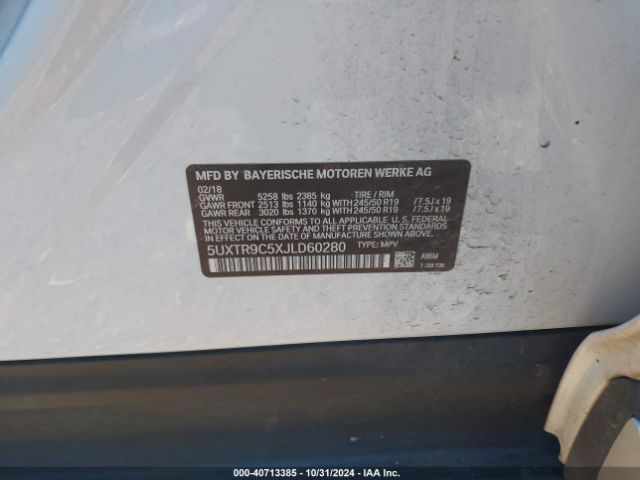 MFD BY BAYERISCHE MOTOREN WERKE AG
02/18
GVWR 5258 lbs 2385 kg TIRE / RIM
GAWR FRONT 2513 lbs 1140 kg WITH 245/50 R19 /7.5J x 19
GAWR REAR 3020 lbs 1370 kg WITH 245/50 R19 /7.5J x 19
THIS VEHICLE CONFORMS TO ALL APPLICABLE U. S. FEDERAL
MOTOR VEHICLE SAFETY, BUMPER, AND THEFT PREVENTION
STANDARDS IN EFFECT ON THE DATE OF MANUFACTURE SHOWN ABOVE.
5UXTR9C5XJLD60280 TYPE: MPV
A96M
000-40713385 • 10/31/2024 • IAA Inc.